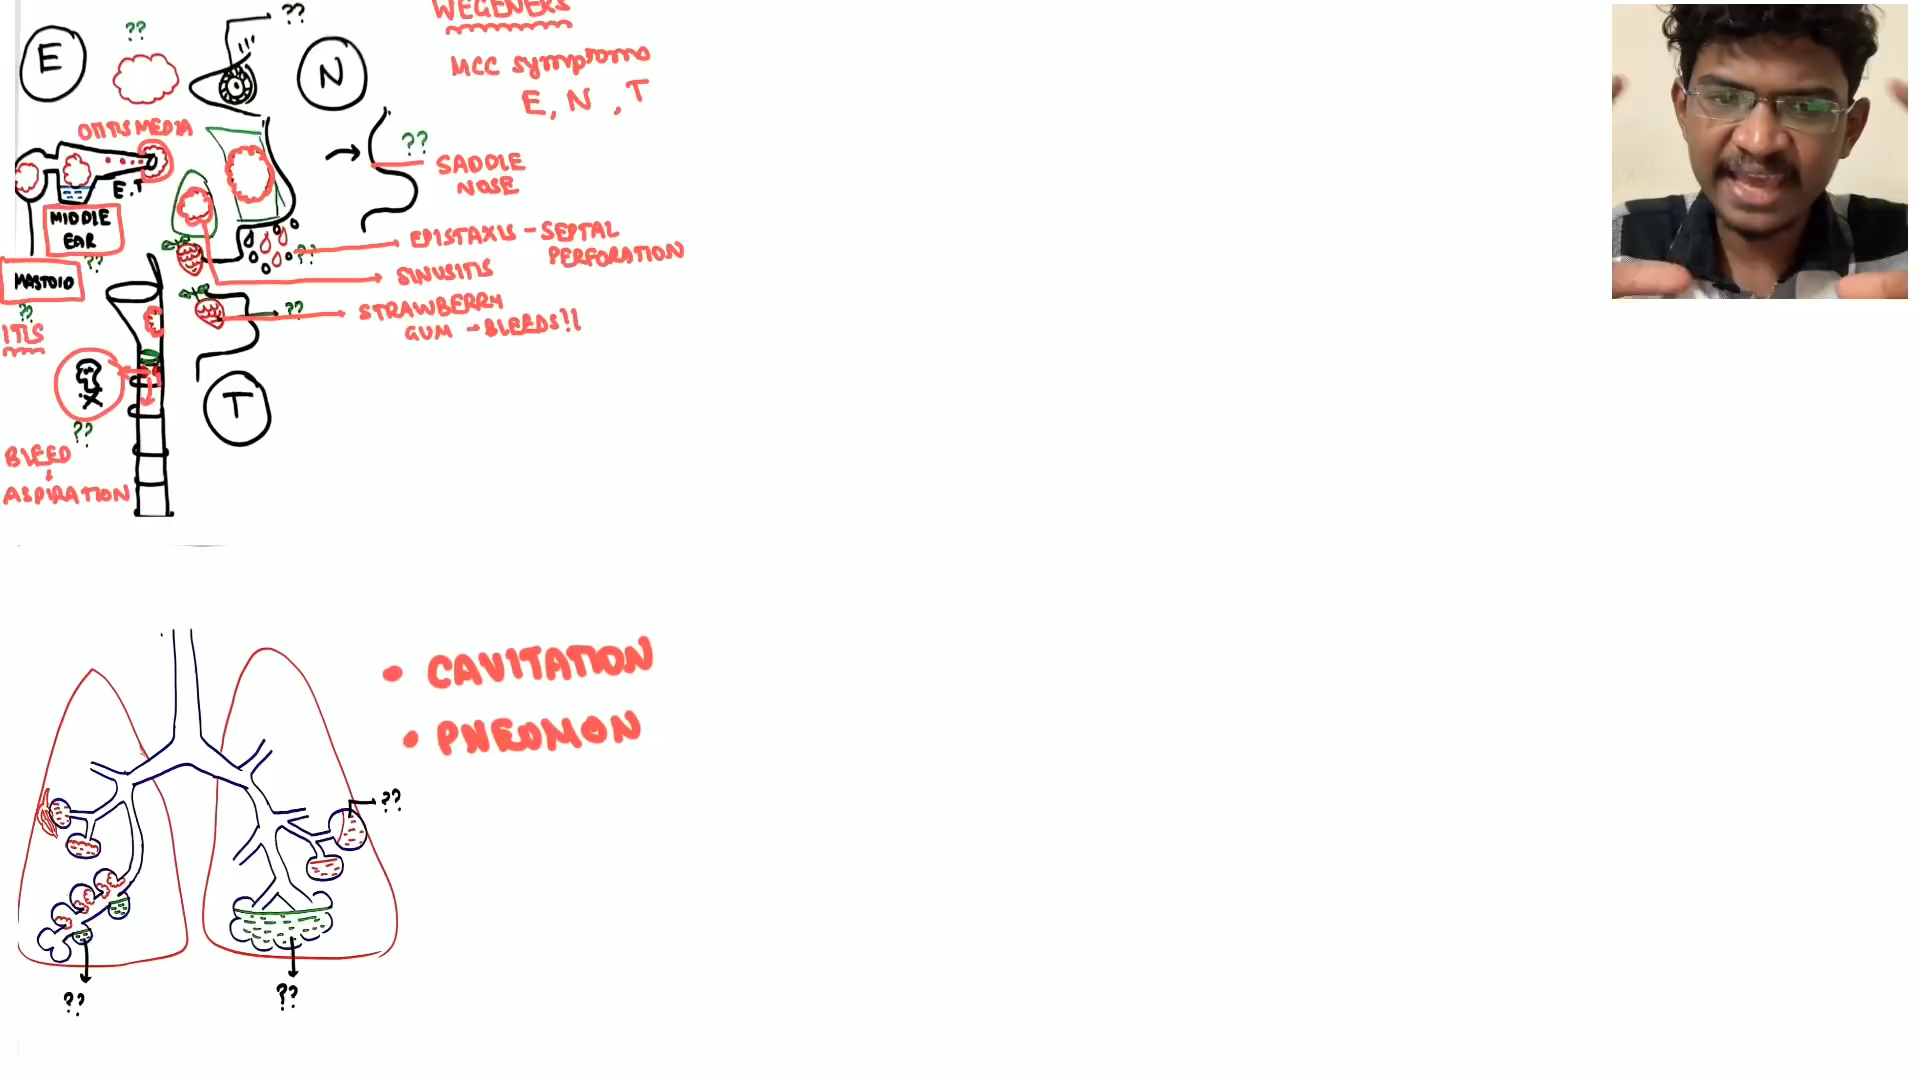 WEGENERS
MCC symptoms
E, N, T
??
??
E
N
OTITIS MEDIA
??
SADDLE
NOSE
E.T
MIDDLE
EAR
??
EPISTAXIS - SEPTAL
PERFORATION
??
MASTOID
SINUSITIS
??
ITIS
??
STRAWBERRY
GUM - BLEEDS!!
T
??
BLEED
ASPIRATION
• CAVITATION
• PNEUMON
??
??
??